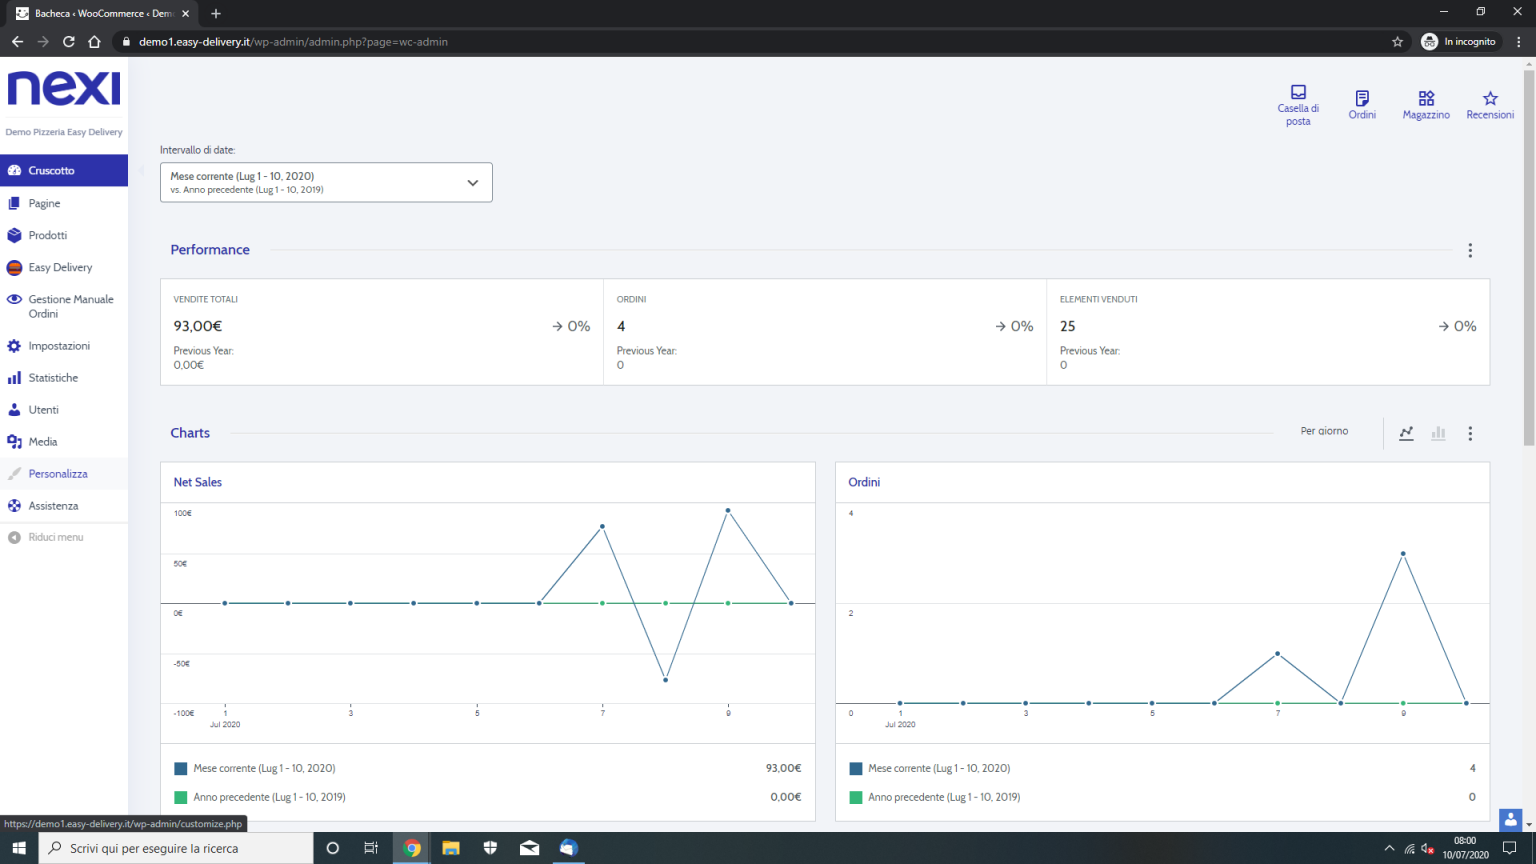 Bacheca ‹ WooCommerce ‹ Dem
demo1.easy-delivery.it/wp-admin/admin.php?page=wc-admin
In incognito
nexi
Demo Pizzeria Easy Delivery
Cruscotto
Pagine
Prodotti
Easy Delivery
Gestione Manuale
Ordini
Impostazioni
Statistiche
Utenti
Media
Personalizza
Assistenza
Riduci menu
Casella di
posta
Ordini
Magazzino
Recensioni
Intervallo di date:
Mese corrente (Lug 1 - 10, 2020)
vs. Anno precedente (Lug 1 - 10, 2019)
Performance
VENDITE TOTALI
93,00€
0%
Previous Year:
0,00€
ORDINI
4
0%
Previous Year:
0
ELEMENTI VENDUTI
25
0%
Previous Year:
0
Charts
Per giorno
Net Sales
100€
50€
0€
-50€
-100€
1
3
5
7
9
Jul 2020
Mese corrente (Lug 1 - 10, 2020)
93,00€
Anno precedente (Lug 1 - 10, 2019)
0,00€
Ordini
4
2
0
1
3
5
7
9
Jul 2020
Mese corrente (Lug 1 - 10, 2020)
4
Anno precedente (Lug 1 - 10, 2019)
0
https://demo1.easy-delivery.it/wp-admin/customize.php
Scrivi qui per eseguire la ricerca
08:00
10/07/2020